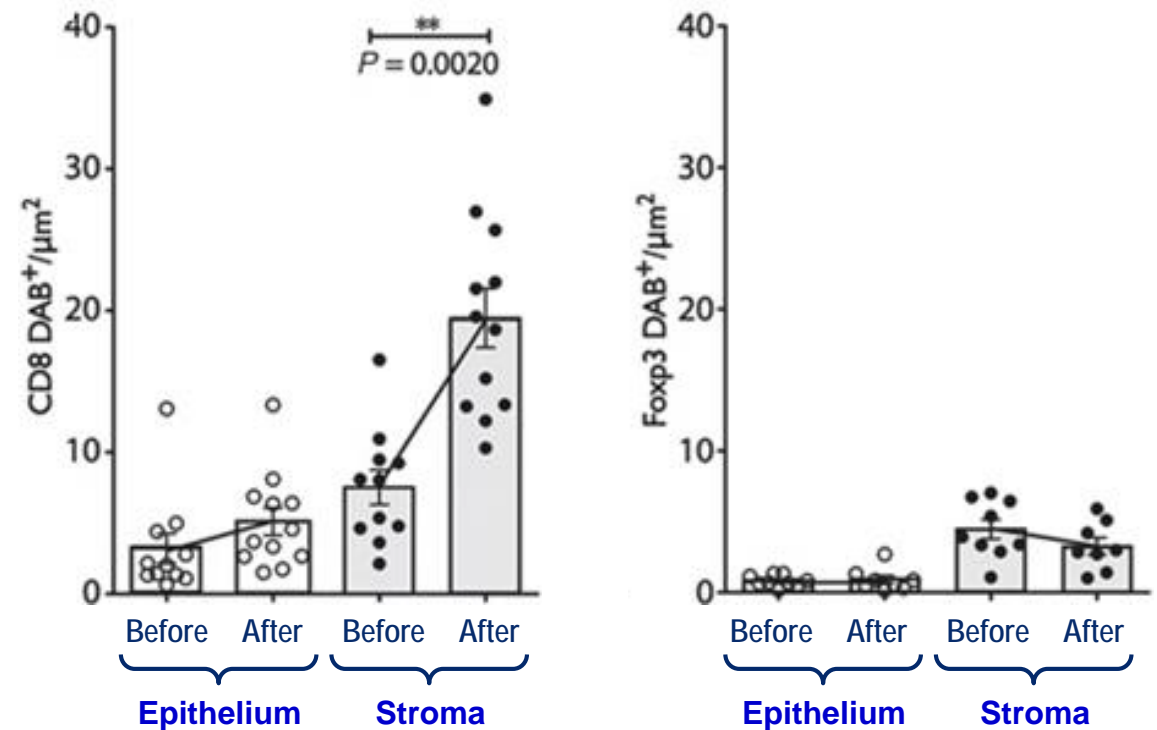 CD8 DAB⁺/µm²
40
30
20
10
0
**
P = 0.0020
Before After Before After
Epithelium Stroma
Foxp3 DAB⁺/µm²
40
30
20
10
0
Before After Before After
Epithelium Stroma